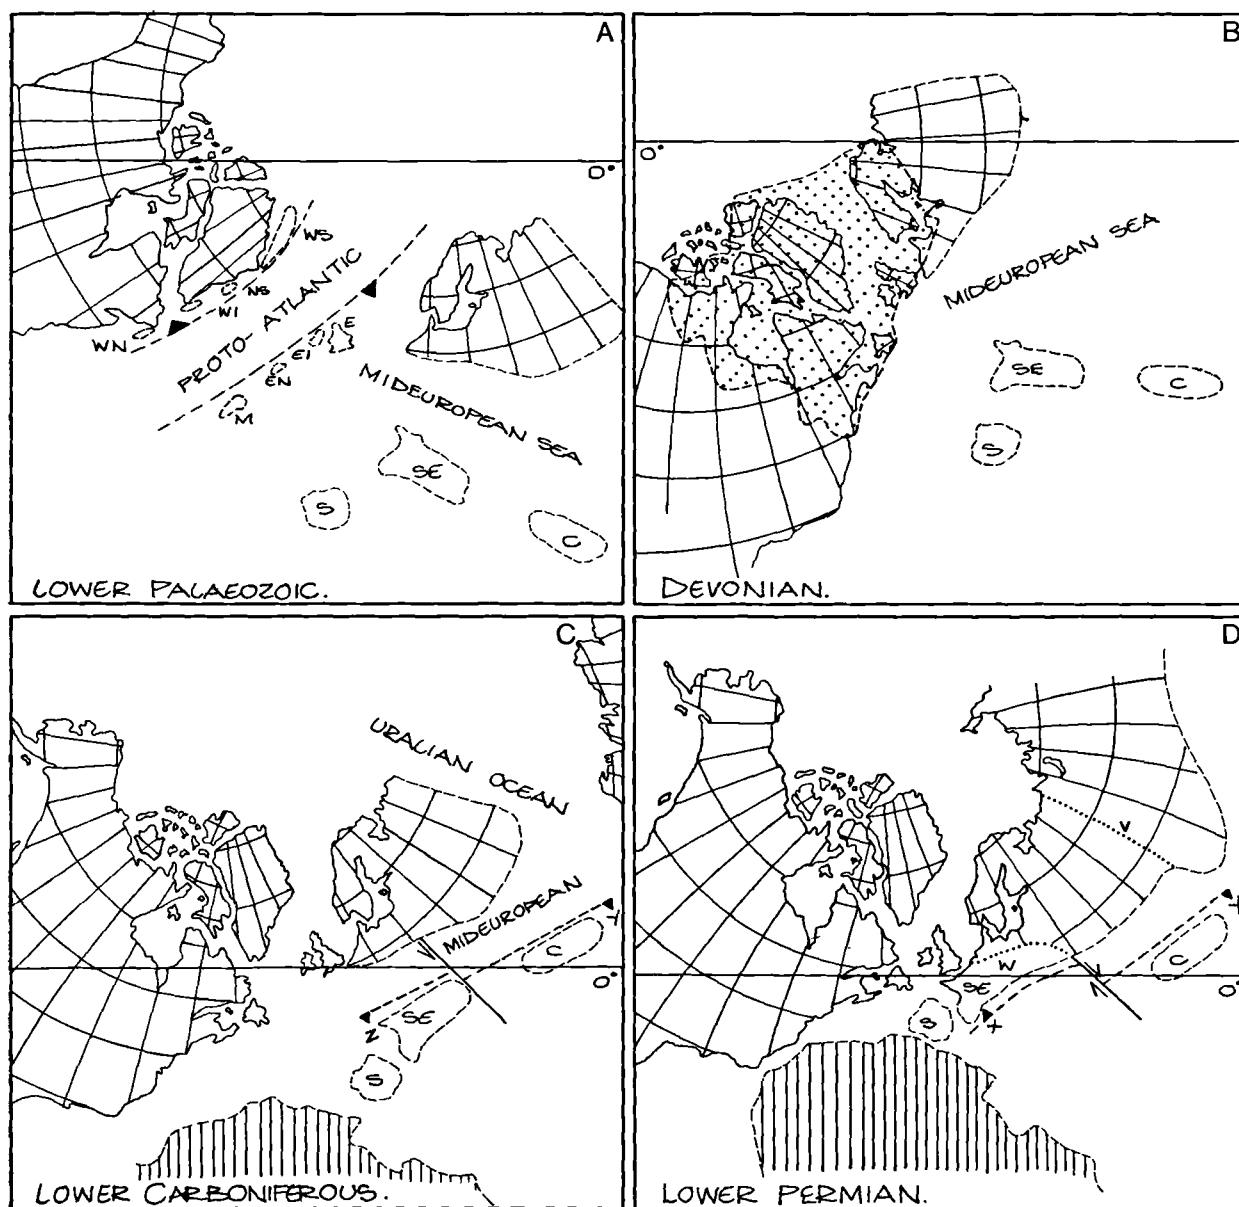 A
0°
WS
NS
WI
WN
PROTO-ATLANTIC
E
EI
EN
M
MIDEUROPEAN SEA
SE
S
C
LOWER PALAEOZOIC.
B
0°
MIDEUROPEAN SEA
SE
C
S
DEVONIAN.
C
URALIAN OCEAN
MIDEUROPEAN
Y
C
0°
SE
Z
S
LOWER CARBONIFEROUS.
D
V
Y
W
C
SE
0°
X
S
LOWER PERMIAN.